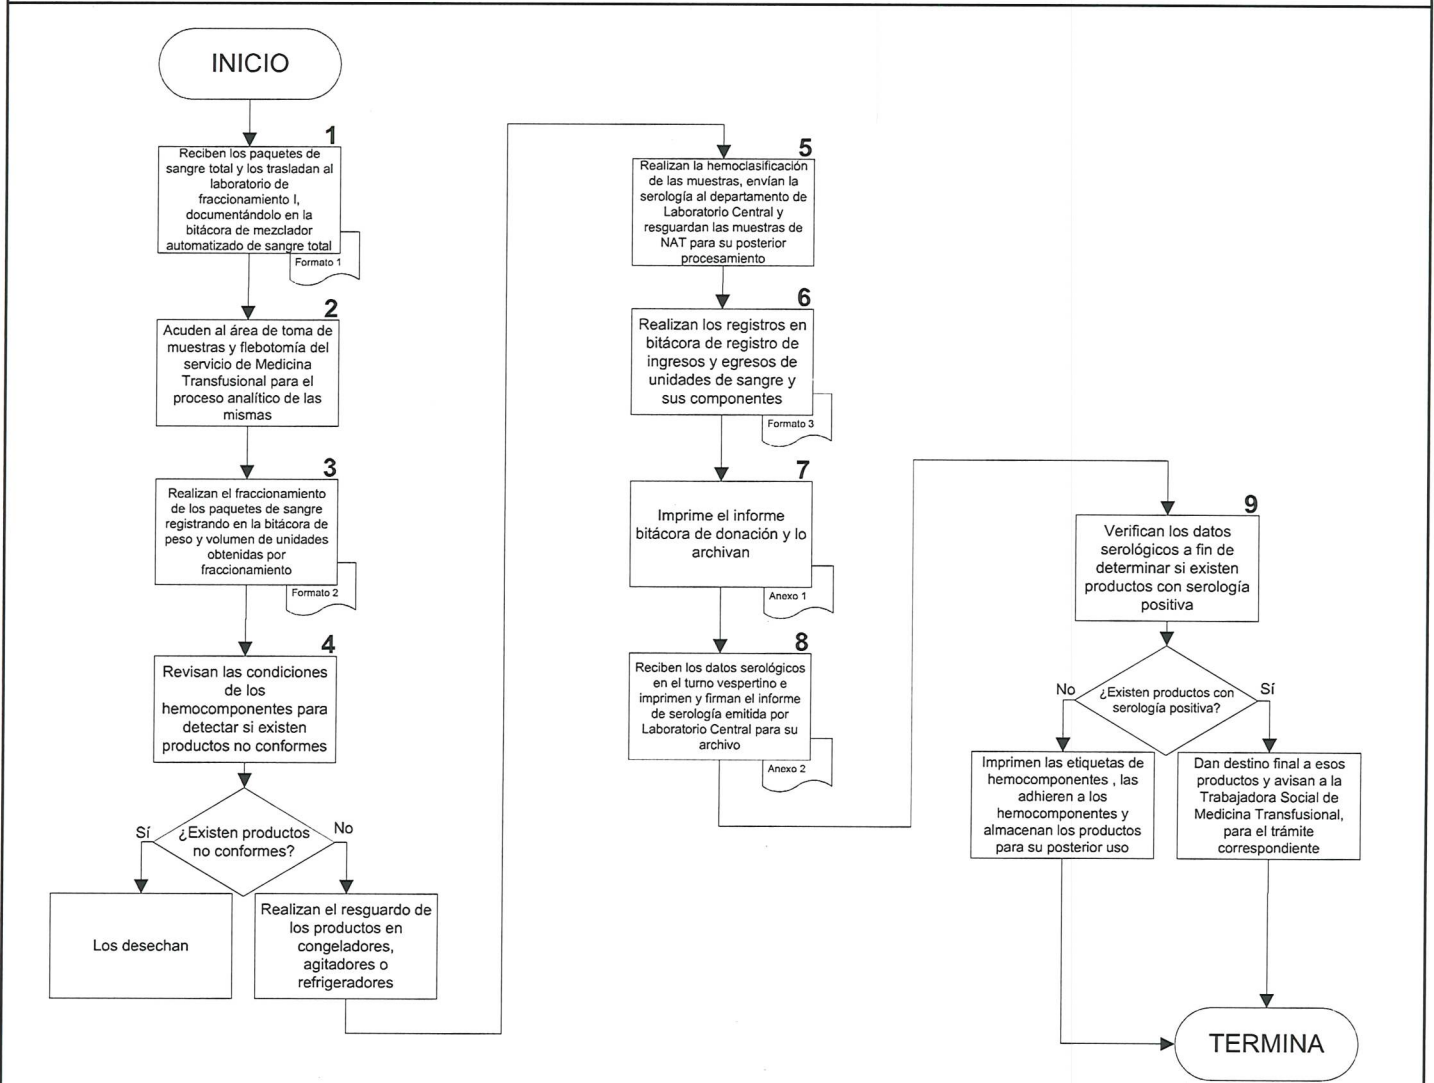 INICIO
1
Reciben los paquetes de
sangre total y los trasladan al
laboratorio de
fraccionamiento I,
documentándolo en la
bitácora de mezclador
automatizado de sangre total
Formato 1
2
Acuden al área de toma de
muestras y flebotomía del
servicio de Medicina
Transfusional para el
proceso analítico de las
mismas
3
Realizan el fraccionamiento
de los paquetes de sangre
registrando en la bitácora de
peso y volumen de unidades
obtenidas por
fraccionamiento
Formato 2
4
Revisan las condiciones
de los
hemocomponentes para
detectar si existen
productos no conformes
Sí
¿Existen productos
no conformes?
No
Los desechan
Realizan el resguardo de
los productos en
congeladores,
agitadores o
refrigeradores
5
Realizan la hemoclasificación
de las muestras, envían la
serología al departamento de
Laboratorio Central y
resguardan las muestras de
NAT para su posterior
procesamiento
6
Realizan los registros en
bitácora de registro de
ingresos y egresos de
unidades de sangre y
sus componentes
Formato 3
7
Imprime el informe
bitácora de donación y lo
archivan
Anexo 1
8
Reciben los datos serológicos
en el turno vespertino e
imprimen y firman el informe
de serología emitida por
Laboratorio Central para su
archivo
Anexo 2
9
Verifican los datos
serológicos a fin de
determinar si existen
productos con serología
positiva
No
¿Existen productos con
serología positiva?
Sí
Imprimen las etiquetas de
hemocomponentes , las
adhieren a los
hemocomponentes y
almacenan los productos
para su posterior uso
Dan destino final a esos
productos y avisan a la
Trabajadora Social de
Medicina Transfusional,
para el trámite
correspondiente
TERMINA